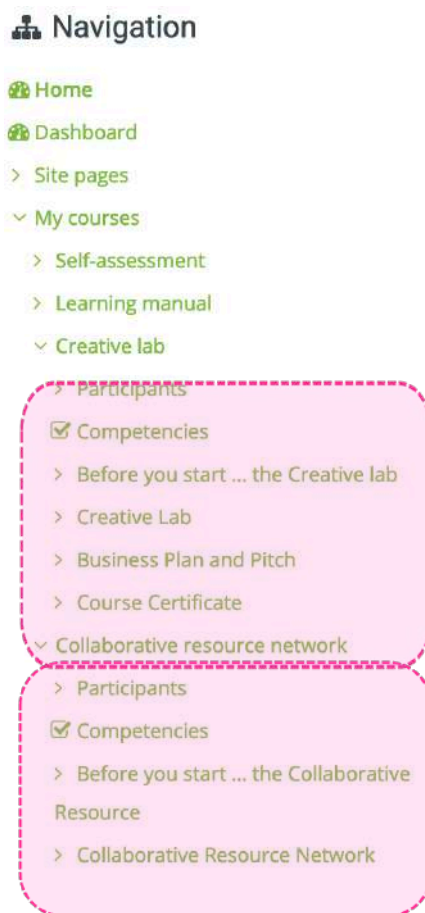 Navigation
Home
Dashboard
Site pages
My courses
Self-assessment
Learning manual
Creative lab
Participants
Competencies
Before you start ... the Creative lab
Creative Lab
Business Plan and Pitch
Course Certificate
Collaborative resource network
Participants
Competencies
Before you start ... the Collaborative
Resource
Collaborative Resource Network